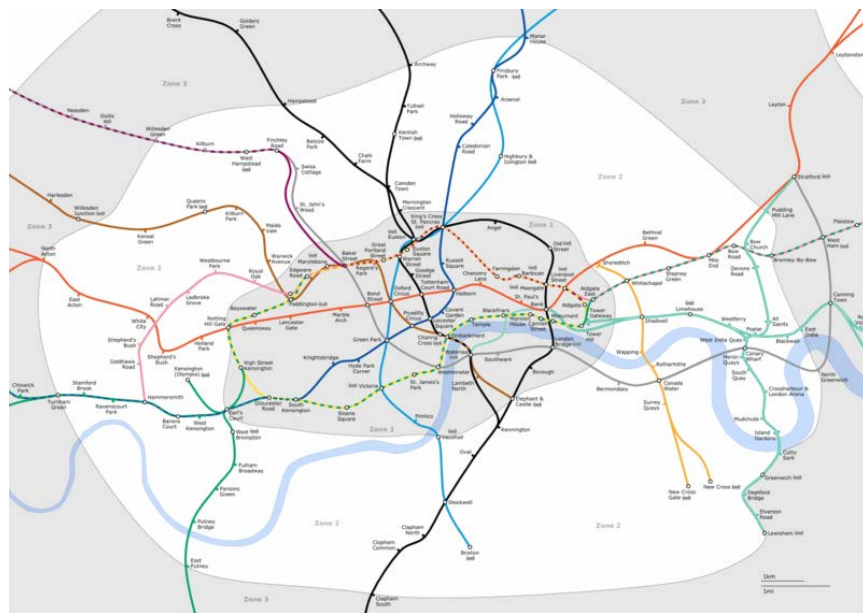 Brent
Cross
Golders
Green
Manor
House
Leytonstone
Archway
Finsbury
Park
Zone 3
Zone 3
Leyton
Hampstead
Tufnell
Park
Arsenal
Neasden
Dollis
Hill
Willesden
Green
Kilburn
Finchley
Road
West
Hampstead
Belsize
Park
Kentish
Town
Holloway
Road
Caledonian
Road
Highbury &
Islington
Swiss
Cottage
Chalk
Farm
Camden
Town
Zone 2
Stratford
Harlesden
Willesden
Junction
Queens
Park
Kilburn
Park
St. John's
Wood
Mornington
Crescent
King's Cross
St. Pancras
Pudding
Mill Lane
Zone 3
Kensal
Green
Maida
Vale
Euston
Angel
Zone 1
Plaistow
West
Ham
North
Acton
Zone 2
Westbourne
Park
Warwick
Avenue
Marylebone
Baker
Street
Great
Portland
Street
Euston
Square
Warren
Street
Old
Street
Bethnal
Green
Bow
Church
Bow
Road
Bromley-By-Bow
Royal
Oak
Edgware
Road
Regent's
Park
Goodge
Street
Russell
Square
Farringdon
Barbican
Moorgate
Liverpool
Street
Shoreditch
Mile
End
Stepney
Green
Devons
Road
East
Acton
Latimer
Road
Ladbroke
Grove
Paddington
Tottenham
Court Road
Chancery
Lane
Aldgate
East
Whitechapel
Canning
Town
White
City
Notting
Hill Gate
Bayswater
Bond
Street
Oxford
Circus
Holborn
St. Paul's
Bank
Aldgate
Limehouse
Westferry
All
Saints
East
India
Queensway
Lancaster
Gate
Marble
Arch
Piccadilly
Circus
Covent
Garden
Leicester
Square
Temple
Blackfriars
Mansion
House
Cannon
Street
Monument
Tower
Hill
Tower
Gateway
Shadwell
Poplar
Blackwall
Shepherd's
Bush
Shepherd's
Bush
Holland
Park
Green Park
Charing
Cross
Embankment
West India Quay
Canary
Wharf
Goldhawk
Road
Kensington
(Olympia)
High Street
Kensington
Knightsbridge
Hyde Park
Corner
Waterloo
Southwark
London
Bridge
Wapping
Rotherhithe
Heron
Quays
South
Quay
North
Greenwich
Chiswick
Park
Stamford
Brook
Hammersmith
Victoria
St. James's
Park
Westminster
Lambeth
North
Borough
Bermondsey
Canada
Water
Crossharbour &
London Arena
Turnham
Green
Ravenscourt
Park
Barons
Court
West
Kensington
Earl's
Court
Gloucester
Road
South
Kensington
Sloane
Square
Elephant &
Castle
Surrey
Quays
Mudchute
West
Brompton
Pimlico
Kennington
Island
Gardens
Zone 1
Vauxhall
Fulham
Broadway
Oval
Cutty
Sark
Parsons
Green
New Cross
Gate
New Cross
Greenwich
Stockwell
Deptford
Bridge
Putney
Bridge
Zone 2
Clapham
North
Zone 2
Elverson
Road
Clapham
Common
Brixton
Lewisham
East
Putney
Zone 3
Clapham
South
1km
1mi